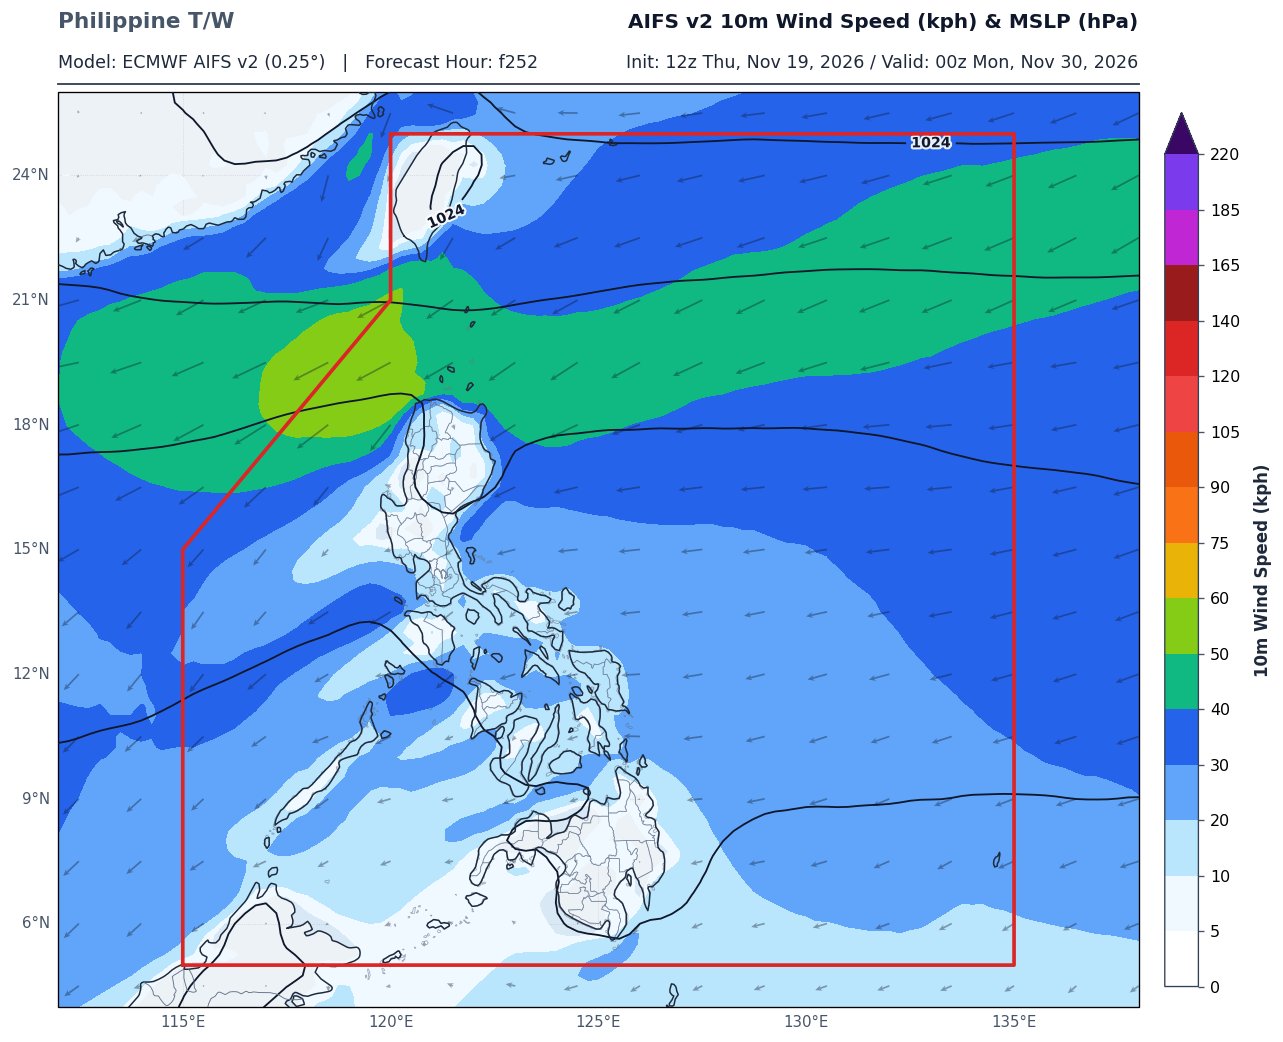 Philippine T/W
AIFS v2 10m Wind Speed (kph) & MSLP (hPa)
Model: ECMWF AIFS v2 (0.25°) | Forecast Hour: f252
Init: 12z Thu, Nov 19, 2026 / Valid: 00z Mon, Nov 30, 2026
1024
1024
24°N
21°N
18°N
15°N
12°N
9°N
6°N
115°E
120°E
125°E
130°E
135°E
220
185
165
140
120
105
90
75
60
50
40
30
20
10
5
0
10m Wind Speed (kph)